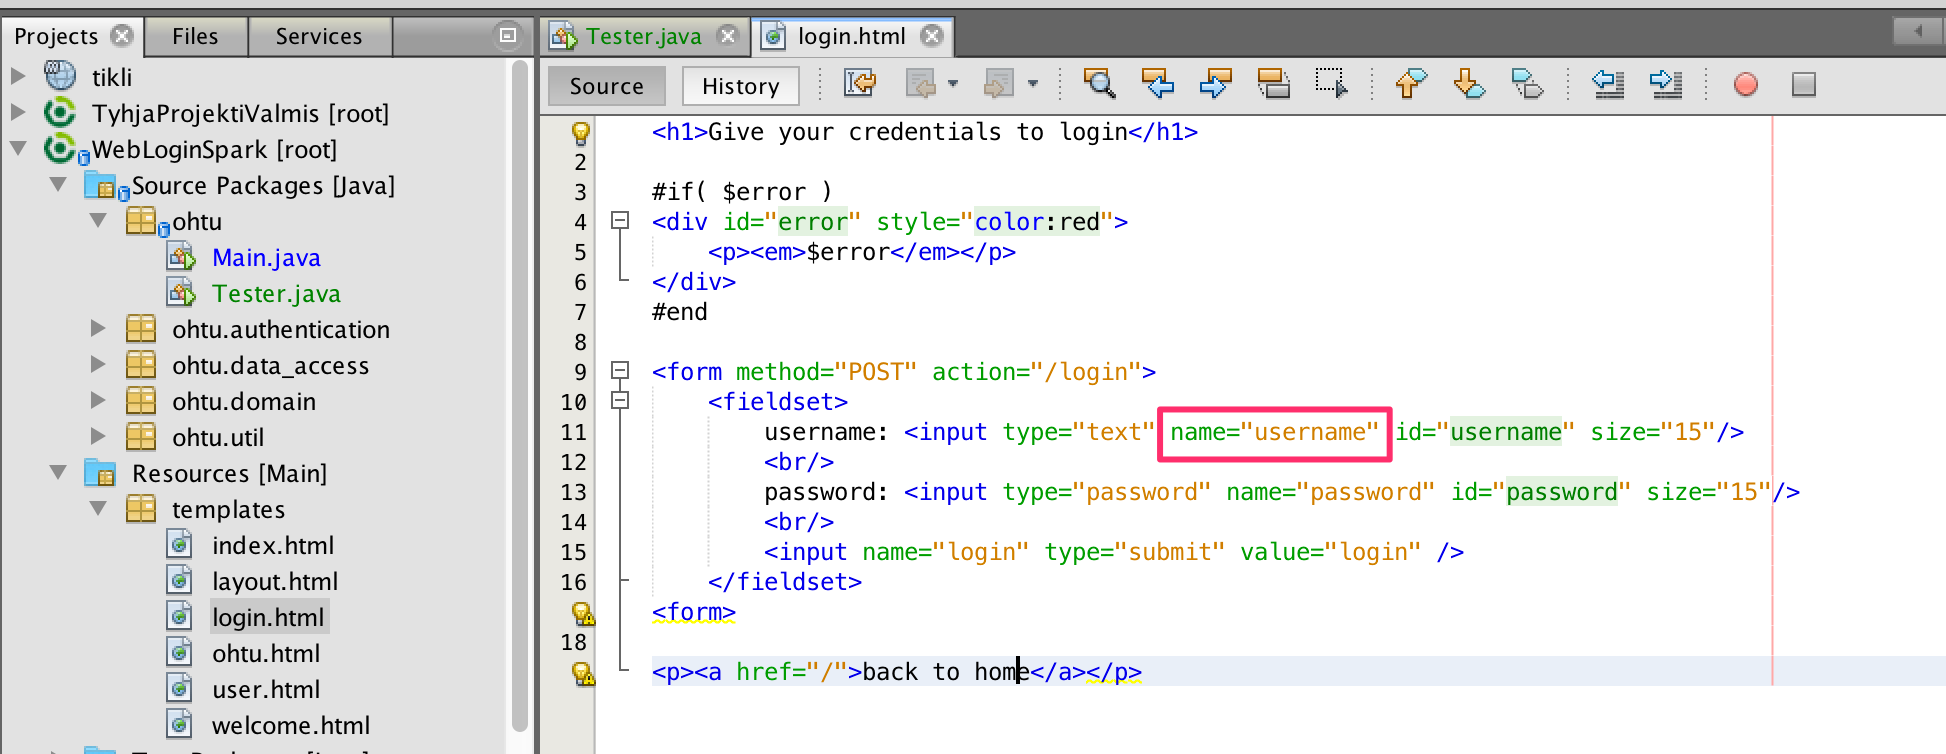 Projects Files Services
tikli
TyhjaProjektiValmis [root]
WebLoginSpark [root]
Source Packages [Java]
ohtu
Main.java
Tester.java
ohtu.authentication
ohtu.data_access
ohtu.domain
ohtu.util
Resources [Main]
templates
index.html
layout.html
login.html
ohtu.html
user.html
welcome.html
Tester.java login.html
Source History
<h1>Give your credentials to login</h1>
2
3 #if( $error )
4 <div id="error" style="color:red">
5 <p><em>$error</em></p>
6 </div>
7 #end
8
9 <form method="POST" action="/login">
10 <fieldset>
11 username: <input type="text" name="username" id="username" size="15"/>
12 <br/>
13 password: <input type="password" name="password" id="password" size="15"/>
14 <br/>
15 <input name="login" type="submit" value="login" />
16 </fieldset>
<form>
18
<p><a href="/">back to home</a></p>